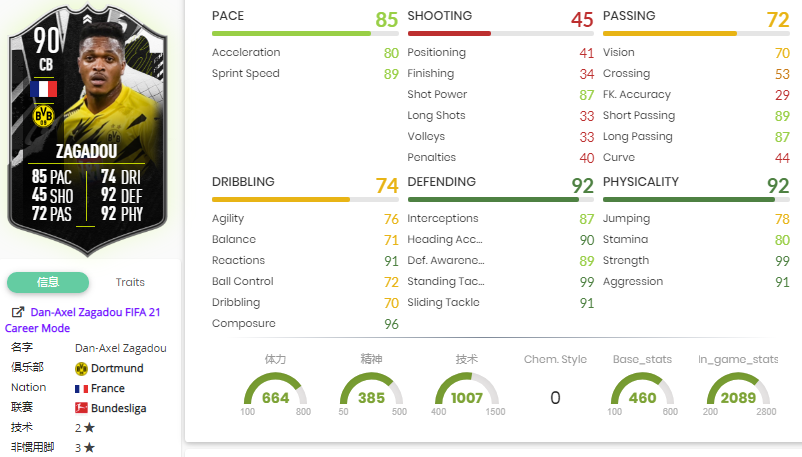 90
CB
BVB
09
ZAGADOU
85 PAC 74 DRI
45 SHO 92 DEF
72 PAS 92 PHY
信息 Traits
Dan-Axel Zagadou FIFA 21
Career Mode
名字 Dan-Axel Zagadou
俱乐部 Dortmund
Nation France
联赛 Bundesliga
技术 2 ★
非惯用脚 3 ★
PACE 85
Acceleration 80
Sprint Speed 89
SHOOTING 45
Positioning 41
Finishing 34
Shot Power 87
Long Shots 33
Volleys 33
Penalties 40
PASSING 72
Vision 70
Crossing 53
FK. Accuracy 29
Short Passing 89
Long Passing 87
Curve 44
DRIBBLING 74
Agility 76
Balance 71
Reactions 91
Ball Control 72
Dribbling 70
Composure 96
DEFENDING 92
Interceptions 87
Heading Acc... 90
Def. Awarene... 89
Standing Tac... 99
Sliding Tackle 91
PHYSICALITY 92
Jumping 78
Stamina 80
Strength 99
Aggression 91
体力 精神 技术 Chem. Style Base_stats In_game_stats
664 385 1007 0 460 2089
100 800 50 500 400 1500 100 600 200 2800